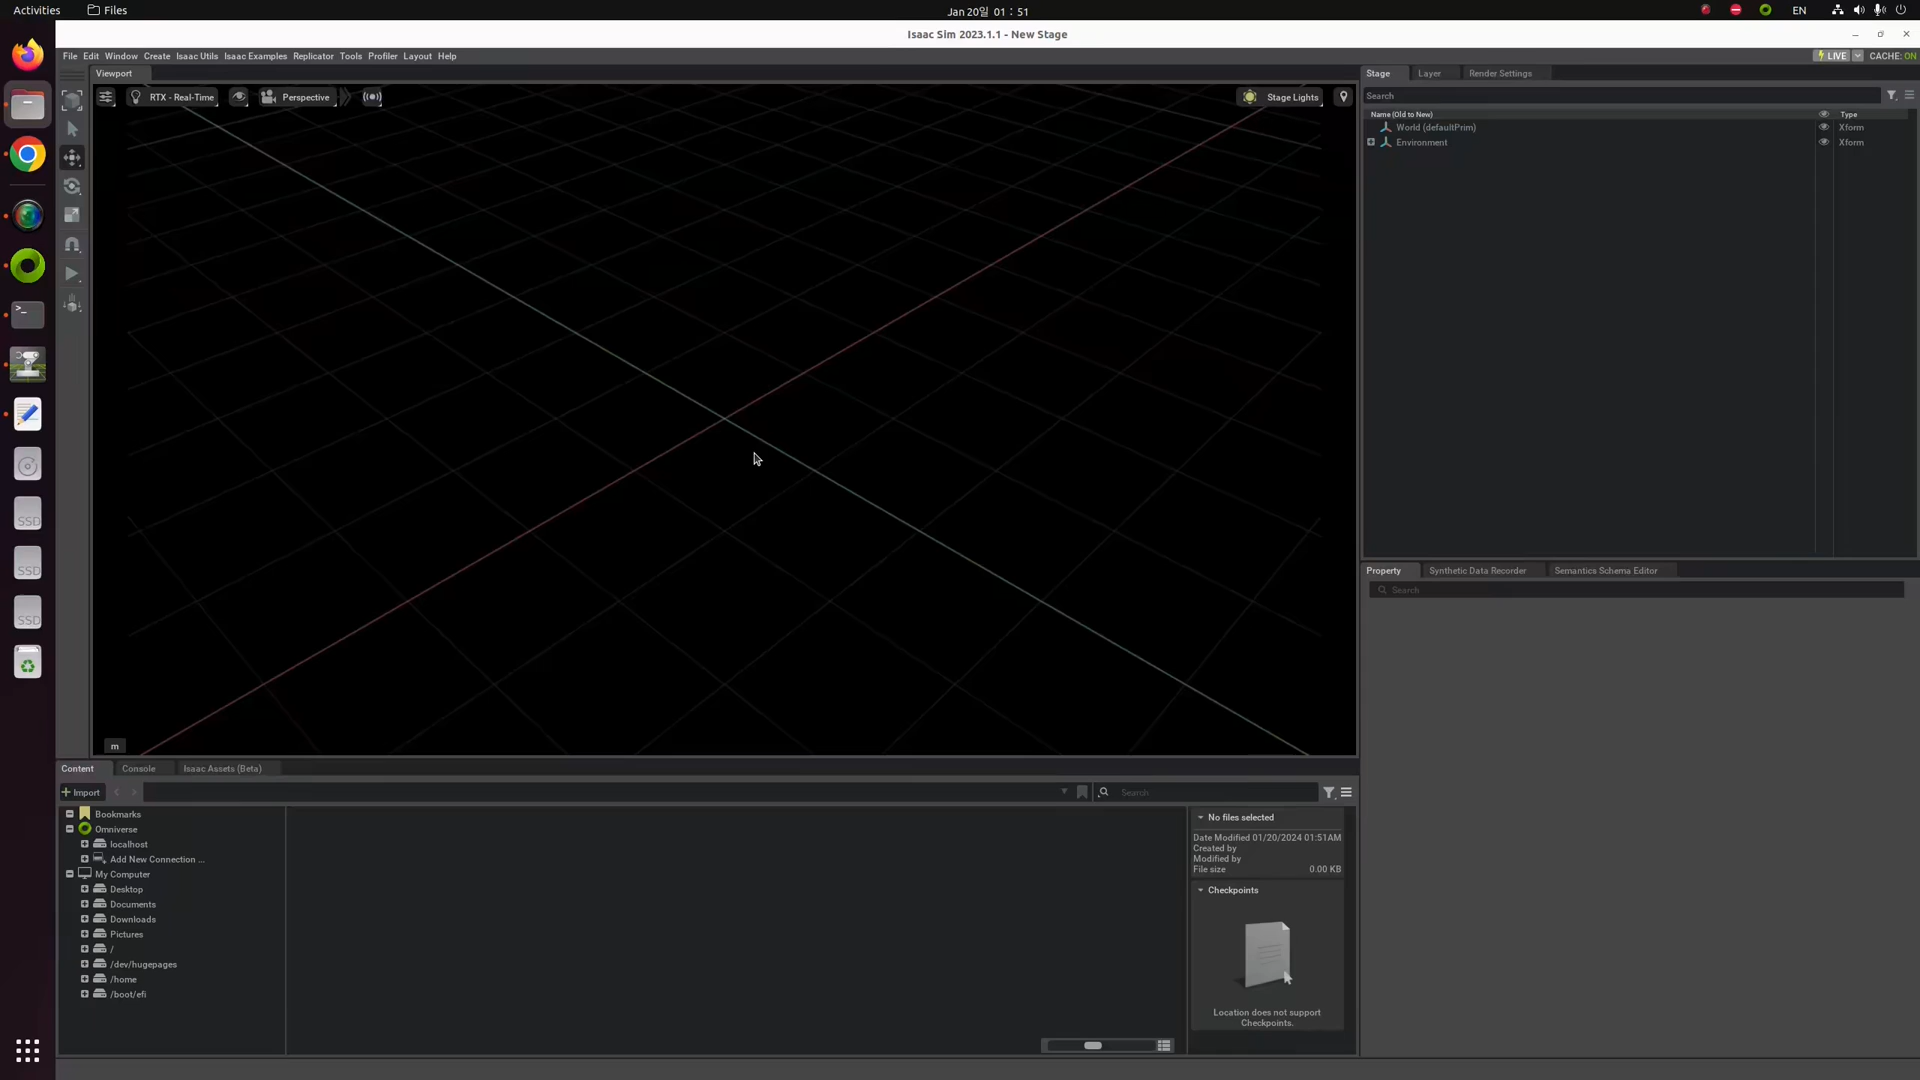 Activities Files Jan 20일 01 : 51 EN
Isaac Sim 2023.1.1 - New Stage
File Edit Window Create Isaac Utils Isaac Examples Replicator Tools Profiler Layout Help LIVE CACHE: ON
Viewport
RTX - Real-Time Perspective Stage Lights
m
Stage Layer Render Settings
Search
Name (Old to New) Type
World (defaultPrim) Xform
Environment Xform
Property Synthetic Data Recorder Semantics Schema Editor
Search
Content Console Isaac Assets (Beta)
Import Search
Bookmarks
Omniverse
localhost
Add New Connection ...
My Computer
Desktop
Documents
Downloads
Pictures
/
/dev/hugepages
/home
/boot/efi
No files selected
Date Modified 01/20/2024 01:51AM
Created by
Modified by
File size 0.00 KB
Checkpoints
Location does not support
Checkpoints.
>_
SSD
SSD
SSD